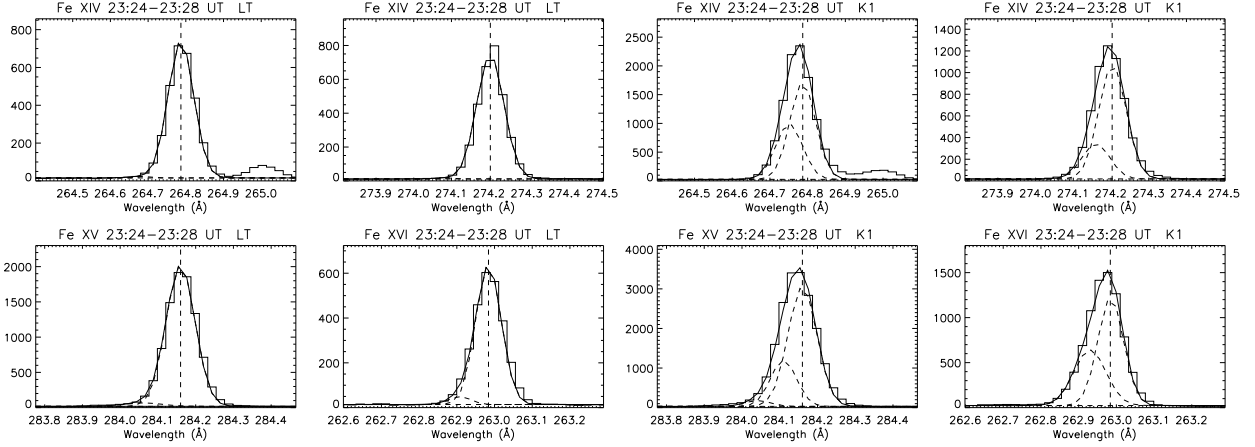 Fe XIV 23:24−23:28 UT LT
800
600
400
200
0
264.5 264.6 264.7 264.8 264.9 265.0
Wavelength (Å)
Fe XIV 23:24−23:28 UT LT
800
600
400
200
0
273.9 274.0 274.1 274.2 274.3 274.4 274.5
Wavelength (Å)
Fe XIV 23:24−23:28 UT K1
2500
2000
1500
1000
500
0
264.5 264.6 264.7 264.8 264.9 265.0
Wavelength (Å)
Fe XIV 23:24−23:28 UT K1
1400
1200
1000
800
600
400
200
0
273.9 274.0 274.1 274.2 274.3 274.4 274.5
Wavelength (Å)
Fe XV 23:24−23:28 UT LT
2000
1500
1000
500
0
283.8 283.9 284.0 284.1 284.2 284.3 284.4
Wavelength (Å)
Fe XVI 23:24−23:28 UT LT
600
400
200
0
262.6 262.7 262.8 262.9 263.0 263.1 263.2
Wavelength (Å)
Fe XV 23:24−23:28 UT K1
4000
3000
2000
1000
0
283.8 283.9 284.0 284.1 284.2 284.3 284.4
Wavelength (Å)
Fe XVI 23:24−23:28 UT K1
1500
1000
500
0
262.6 262.7 262.8 262.9 263.0 263.1 263.2
Wavelength (Å)